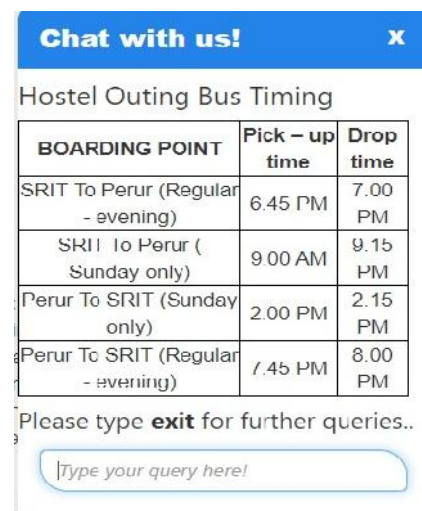 Chat with us! x
Hostel Outing Bus Timing
BOARDING POINT Pick – up time Drop time
SRIT To Perur (Regular - evening) 6.45 PM 7.00 PM
SRIT To Perur ( Sunday only) 9.00 AM 9.15 PM
Perur To SRIT (Sunday only) 2.00 PM 2.15 PM
Perur To SRIT (Regular - evening) 7.45 PM 8.00 PM
Please type exit for further queries..
Type your query here!